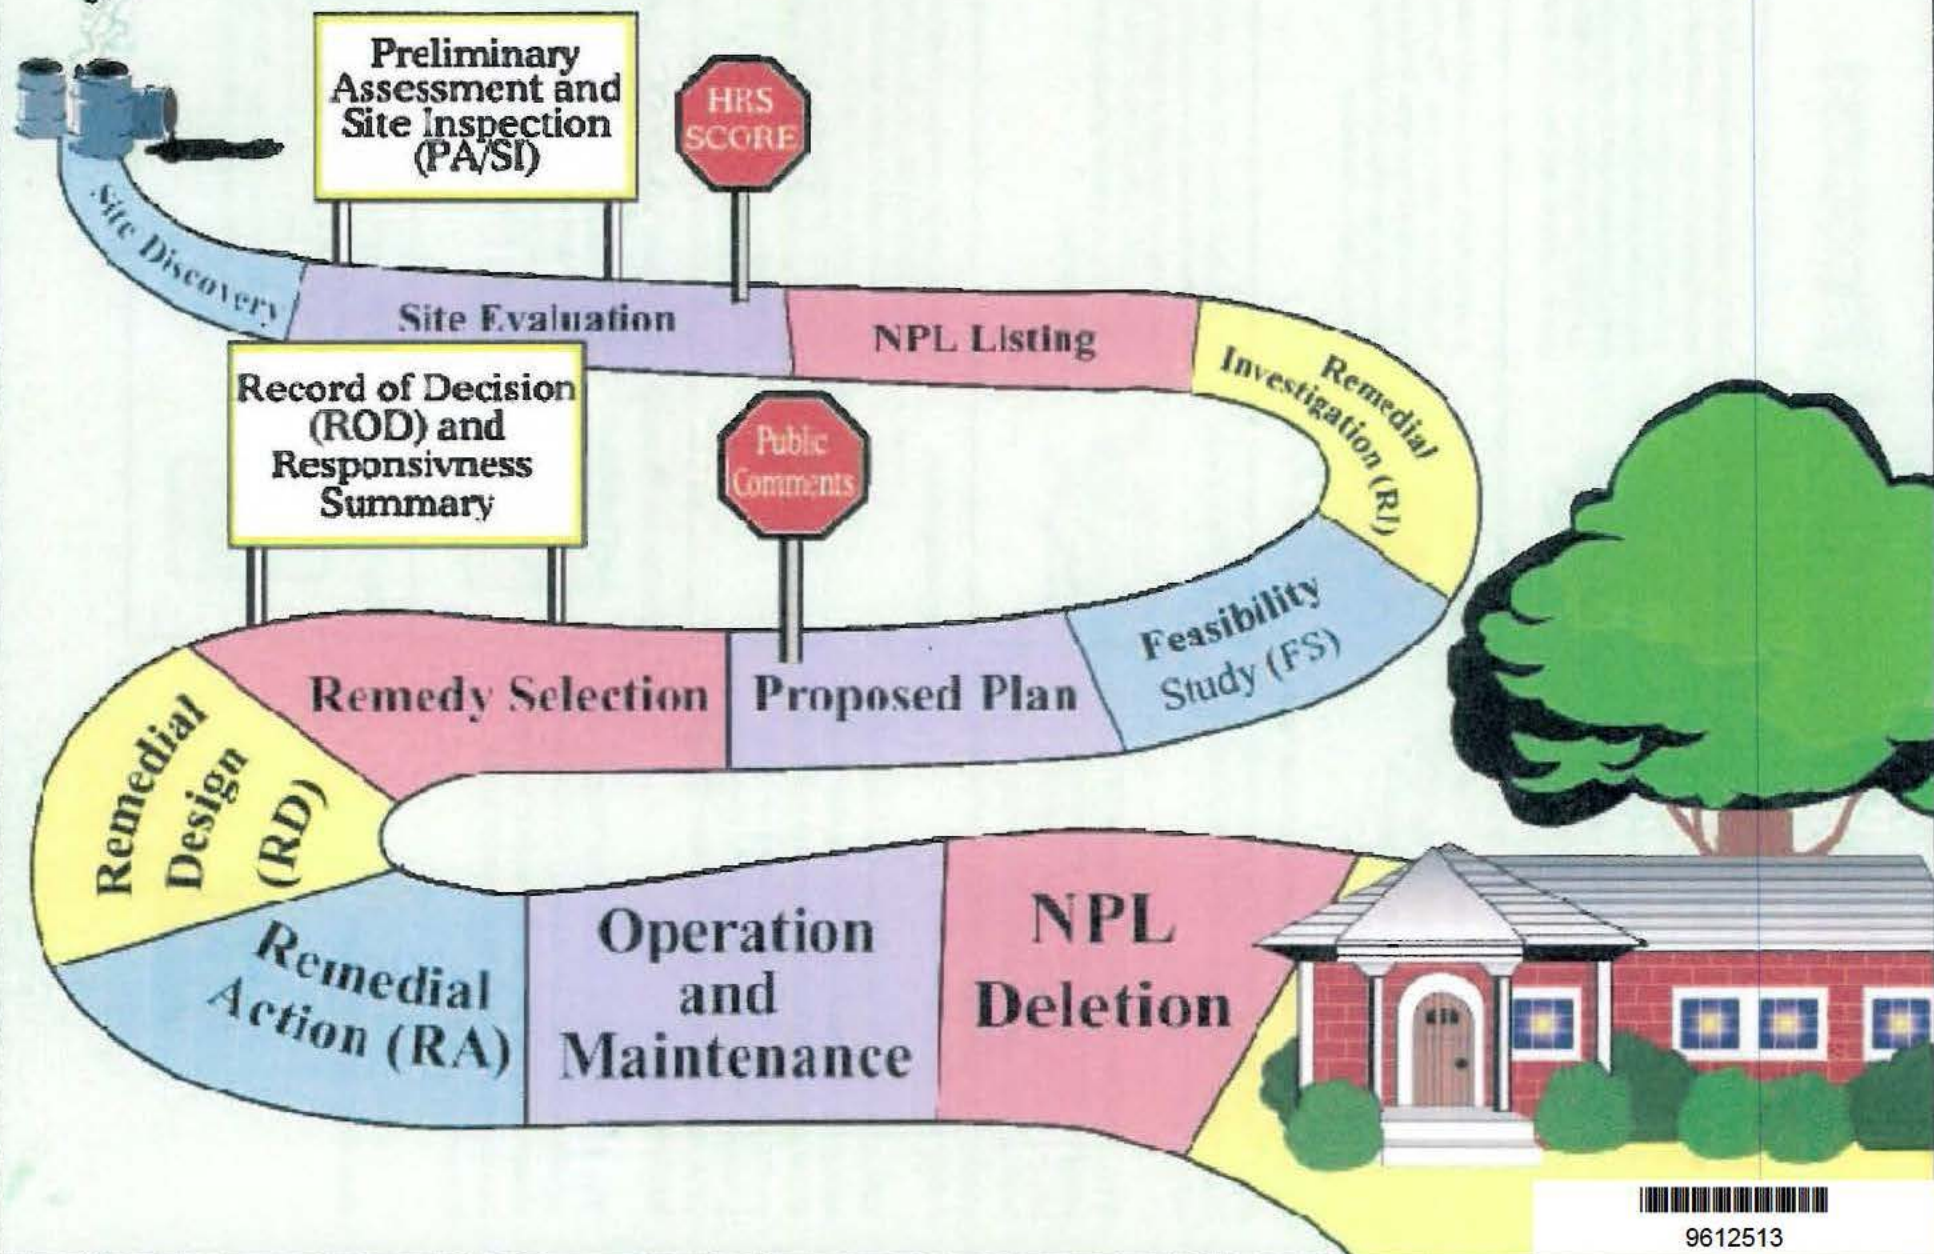 Preliminary
Assessment and
Site Inspection
(PA/SI)
HRS
SCORE
Site Discovery
Site Evaluation
NPL Listing
Remedial
Investigation (RI)
Record of Decision
(ROD) and
Responsivness
Summary
Public
Comments
Feasibility
Study (FS)
Proposed Plan
Remedy Selection
Remedial
Design
(RD)
Remedial
Action (RA)
Operation
and
Maintenance
NPL
Deletion
9612513